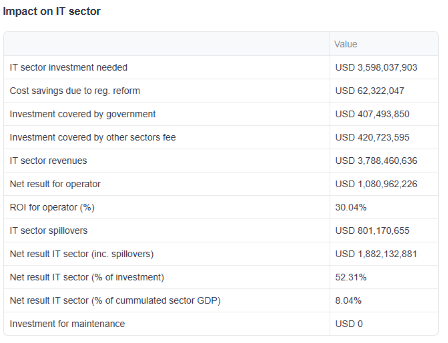 Impact on IT sector
Value
IT sector investment needed USD 3,598,037,903
Cost savings due to reg. reform USD 62,322,047
Investment covered by government USD 407,493,850
Investment covered by other sectors fee USD 420,723,595
IT sector revenues USD 3,788,460,636
Net result for operator USD 1,080,962,226
ROI for operator (%) 30.04%
IT sector spillovers USD 801,170,655
Net result IT sector (inc. spillovers) USD 1,882,132,881
Net result IT sector (% of investment) 52.31%
Net result IT sector (% of cummulated sector GDP) 8.04%
Investment for maintenance USD 0